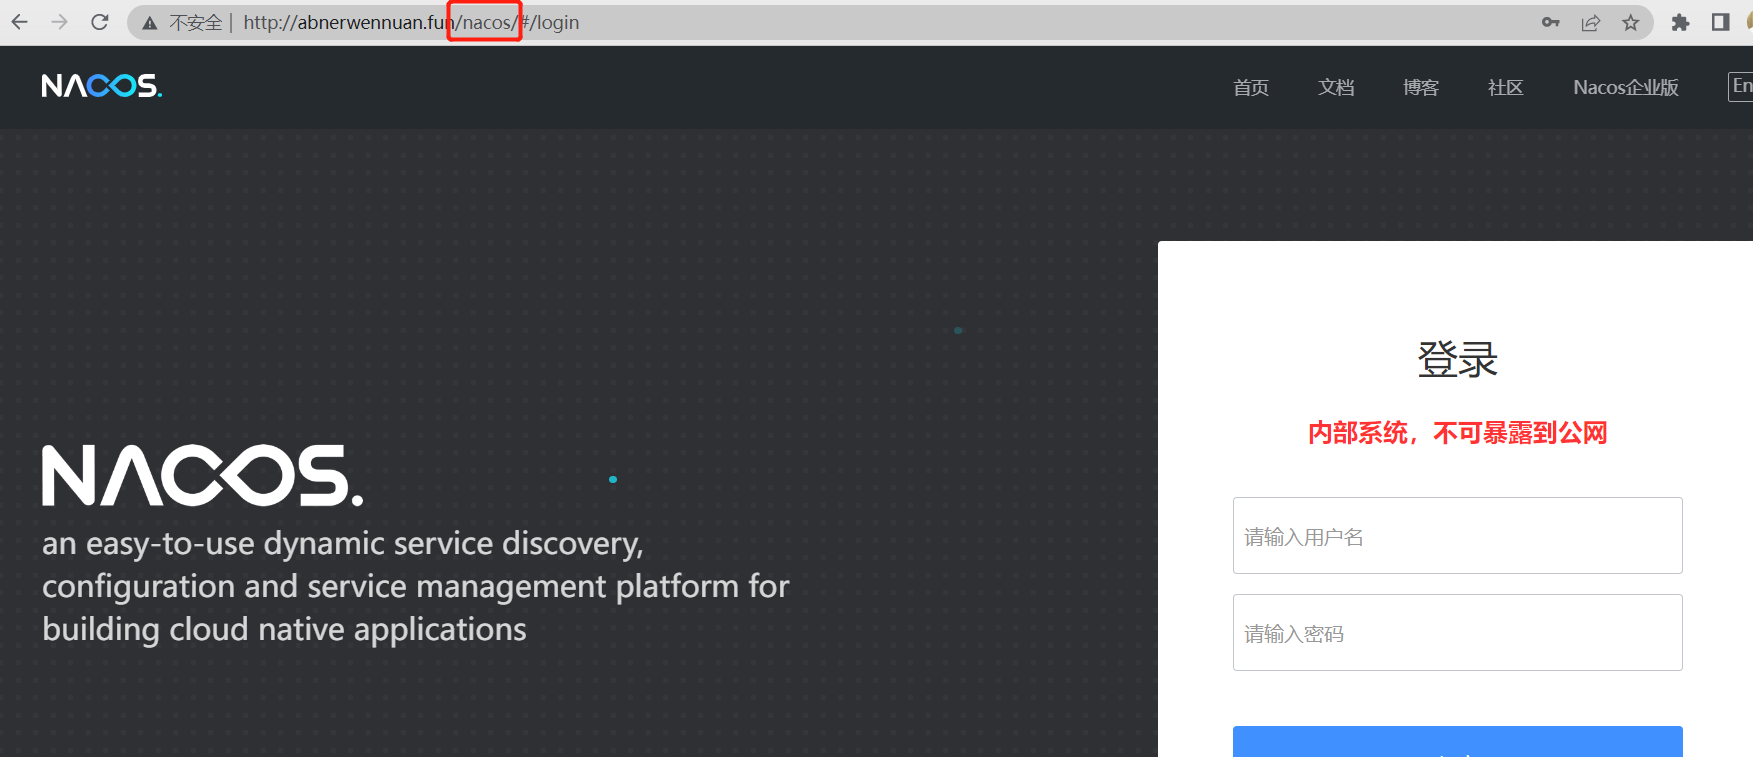 不安全 | http://abnerwennuan.fun/nacos/#/login
NACOS.
首页 文档 博客 社区 Nacos企业版 En
登录
内部系统，不可暴露到公网
NACOS.
an easy-to-use dynamic service discovery,
configuration and service management platform for
building cloud native applications
请输入用户名
请输入密码